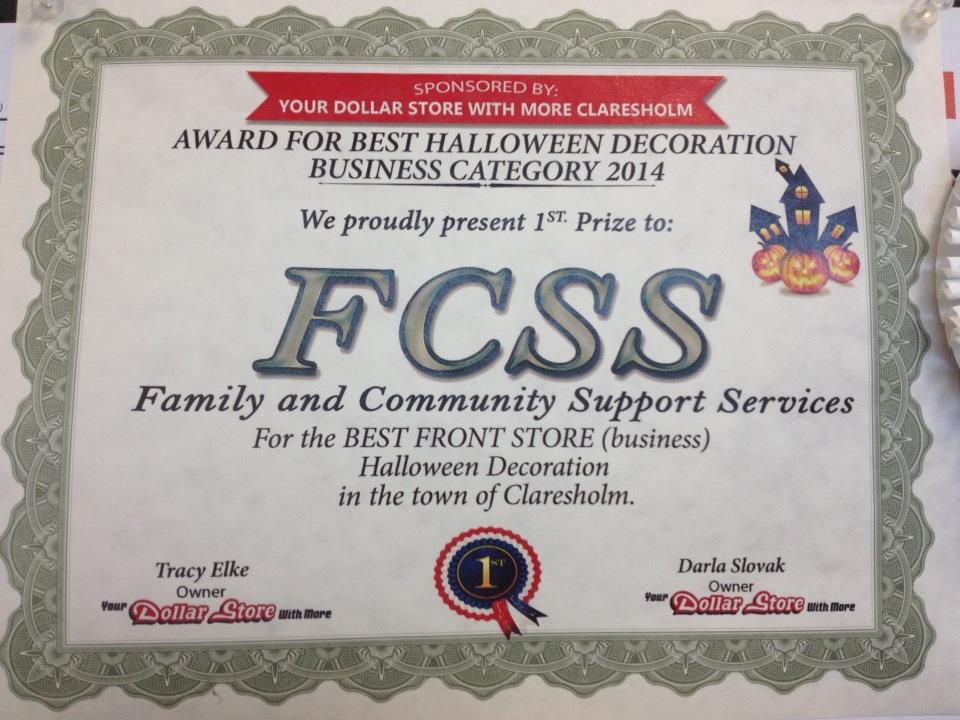 SPONSORED BY:
YOUR DOLLAR STORE WITH MORE CLARESHOLM
AWARD FOR BEST HALLOWEEN DECORATION
BUSINESS CATEGORY 2014
We proudly present 1ST. Prize to:
FCSS
Family and Community Support Services
For the BEST FRONT STORE (business)
Halloween Decoration
in the town of Claresholm.
1ST
Tracy Elke
Owner
Your Dollar Store With More
Darla Slovak
Owner
Your Dollar Store With More